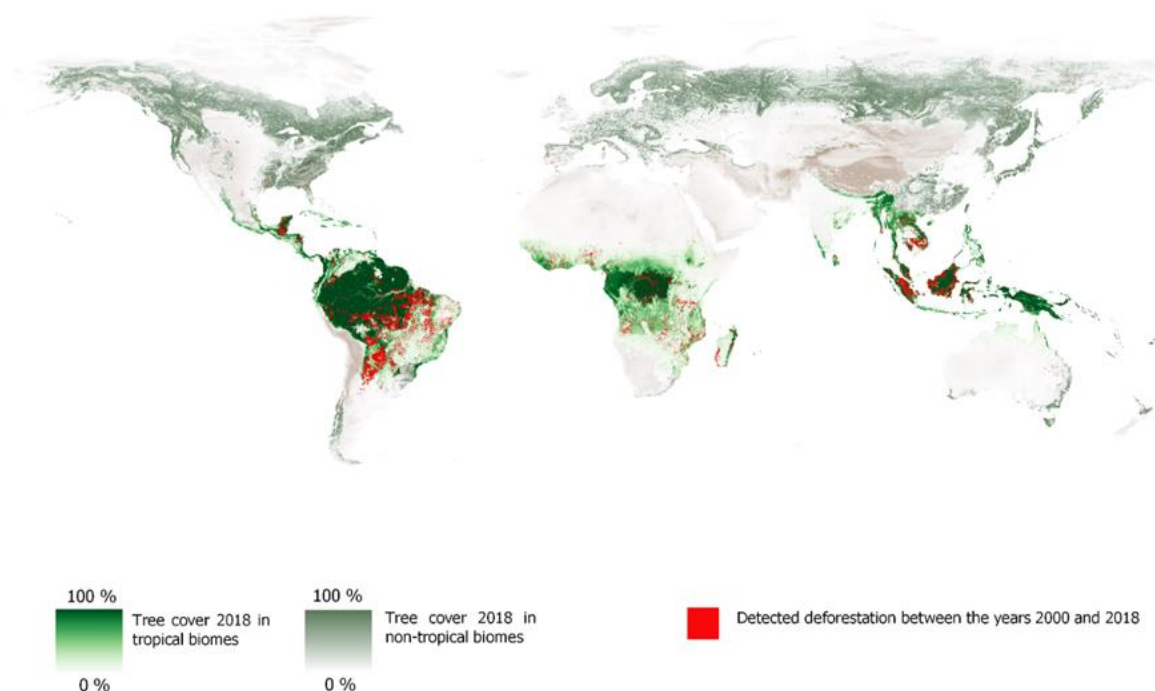 100 %
Tree cover 2018 in
tropical biomes
0 %
100 %
Tree cover 2018 in
non-tropical biomes
0 %
Detected deforestation between the years 2000 and 2018